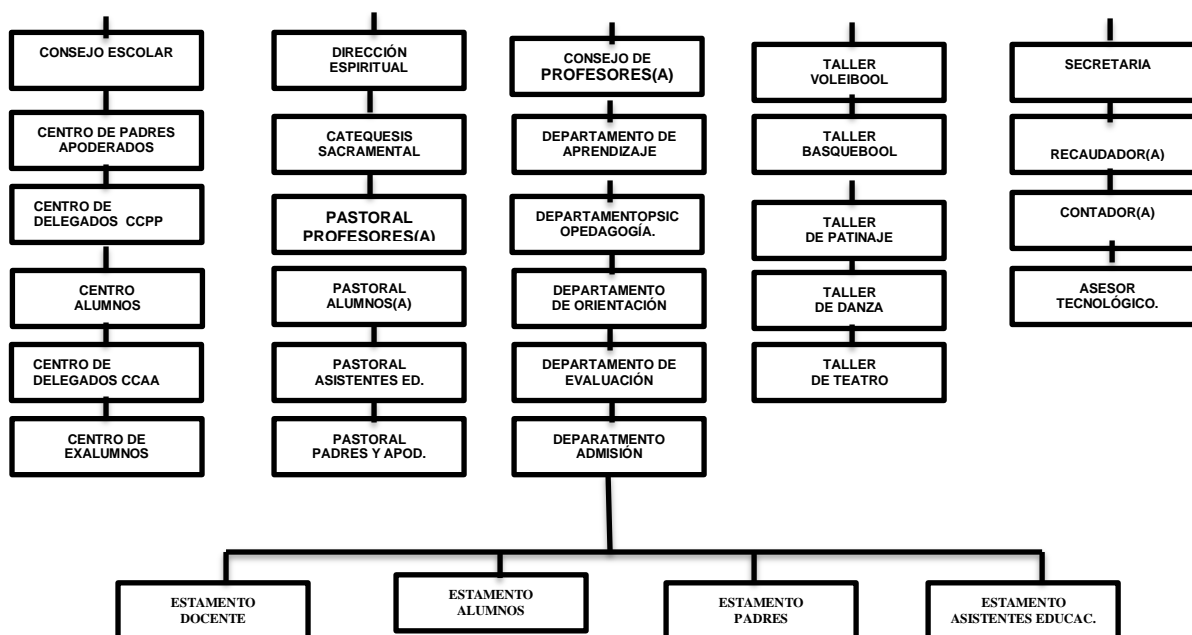 CONSEJO ESCOLAR
CENTRO DE PADRES
APODERADOS
CENTRO DE
DELEGADOS CCPP
CENTRO
ALUMNOS
CENTRO DE
DELEGADOS CCAA
CENTRO DE
EXALUMNOS
DIRECCIÓN
ESPIRITUAL
CATEQUESIS
SACRAMENTAL
PASTORAL
PROFESORES(A)
PASTORAL
ALUMNOS(A)
PASTORAL
ASISTENTES ED.
PASTORAL
PADRES Y APOD.
CONSEJO DE
PROFESORES(A)
DEPARTAMENTO DE
APRENDIZAJE
DEPARTAMENTOPSIC
OPEDAGOGÍA.
DEPARTAMENTO
DE ORIENTACIÓN
DEPARTAMENTO DE
EVALUACIÓN
DEPARATMENTO
ADMISIÓN
TALLER
VOLEIBOOL
TALLER
BASQUEBOOL
TALLER
DE PATINAJE
TALLER
DE DANZA
TALLER
DE TEATRO
SECRETARIA
RECAUDADOR(A)
CONTADOR(A)
ASESOR
TECNOLÓGICO.
ESTAMENTO
DOCENTE
ESTAMENTO
ALUMNOS
ESTAMENTO
PADRES
ESTAMENTO
ASISTENTES EDUCAC.